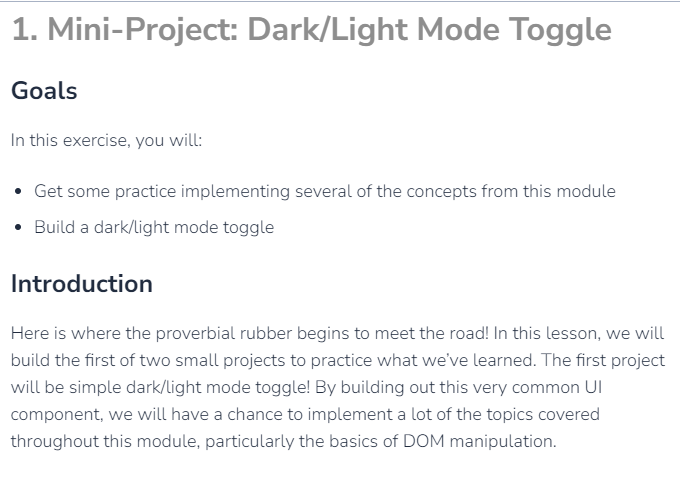 1. Mini-Project: Dark/Light Mode Toggle
Goals
In this exercise, you will:
• Get some practice implementing several of the concepts from this module
• Build a dark/light mode toggle
Introduction
Here is where the proverbial rubber begins to meet the road! In this lesson, we will
build the first of two small projects to practice what we've learned. The first project
will be simple dark/light mode toggle! By building out this very common UI
component, we will have a chance to implement a lot of the topics covered
throughout this module, particularly the basics of DOM manipulation.